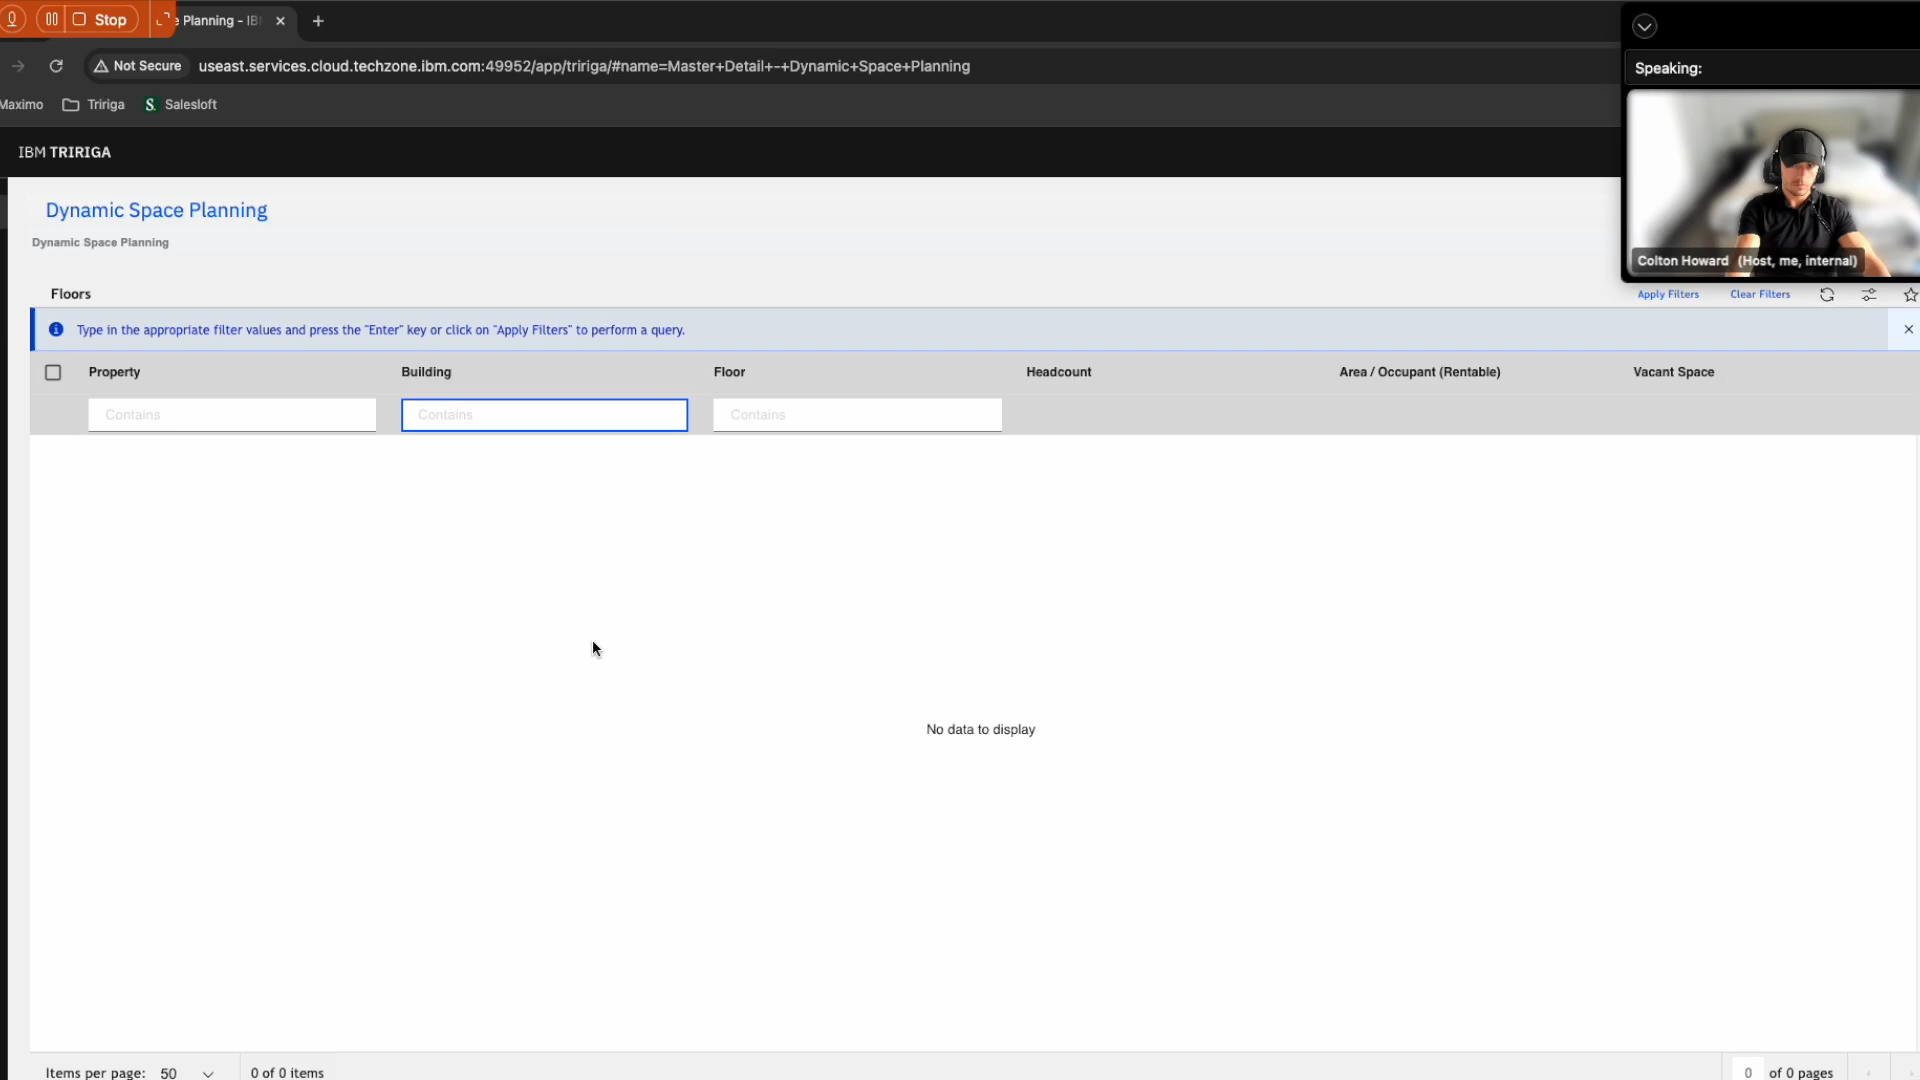 Stop
e Planning - IB
Not Secure
useast.services.cloud.techzone.ibm.com:49952/app/tririga/#name=Master+Detail+-+Dynamic+Space+Planning
Maximo
Tririga
Salesloft
Speaking:
Colton Howard (Host, me, internal)
IBM TRIRIGA
Dynamic Space Planning
Dynamic Space Planning
Floors
Apply Filters
Clear Filters
Type in the appropriate filter values and press the "Enter" key or click on "Apply Filters" to perform a query.
Property
Building
Floor
Headcount
Area / Occupant (Rentable)
Vacant Space
Contains
Contains
Contains
No data to display
Items per page: 50
0 of 0 items
0 of 0 pages